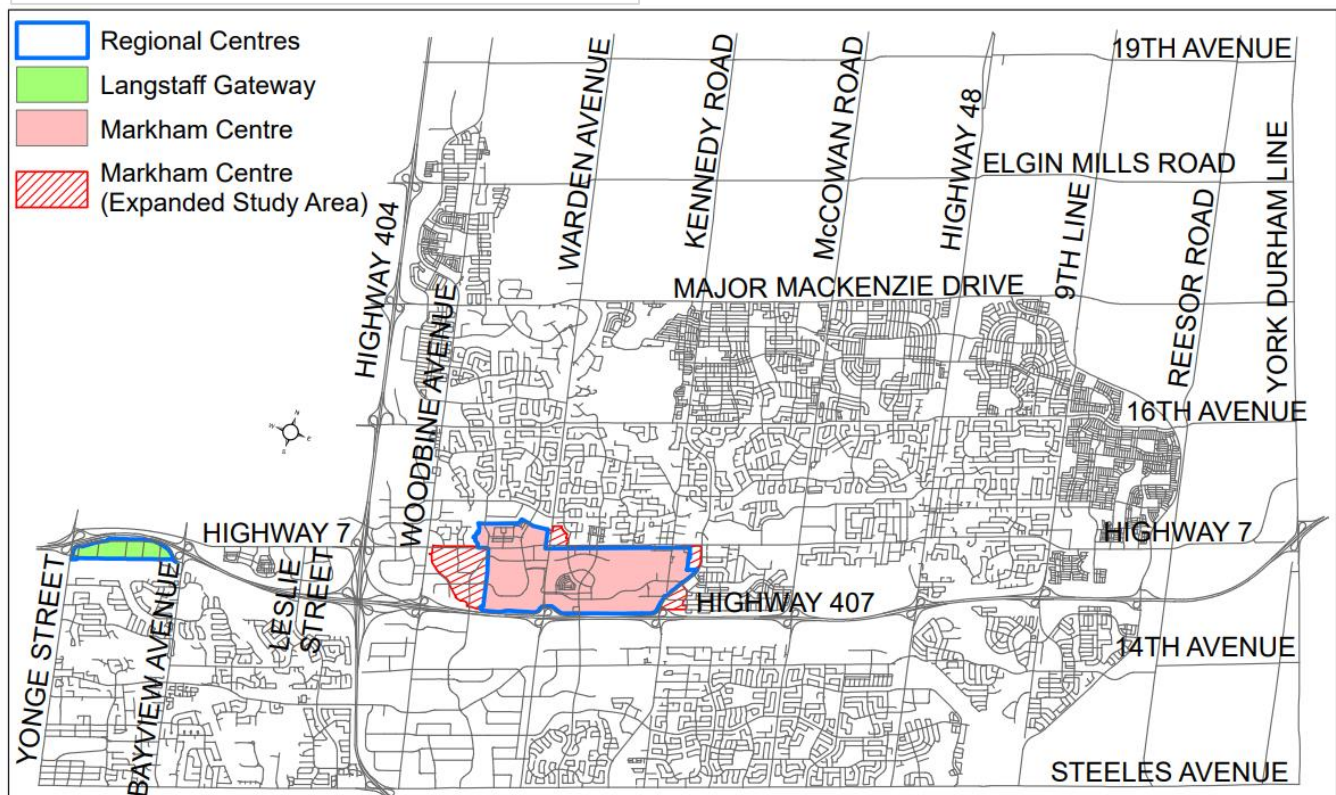 Regional Centres
Langstaff Gateway
Markham Centre
Markham Centre
(Expanded Study Area)
19TH AVENUE
WARDEN AVENUE
KENNEDY ROAD
McCOWAN ROAD
HIGHWAY 48
ELGIN MILLS ROAD
9TH LINE
REESOR ROAD
YORK DURHAM LINE
HIGHWAY 404
WOODBINE AVENUE
MAJOR MACKENZIE DRIVE
16TH AVENUE
N
W
E
S
HIGHWAY 7
HIGHWAY 7
YONGE STREET
BAYVIEW AVENUE
LESLIE
STREET
HIGHWAY 407
14TH AVENUE
STEELES AVENUE